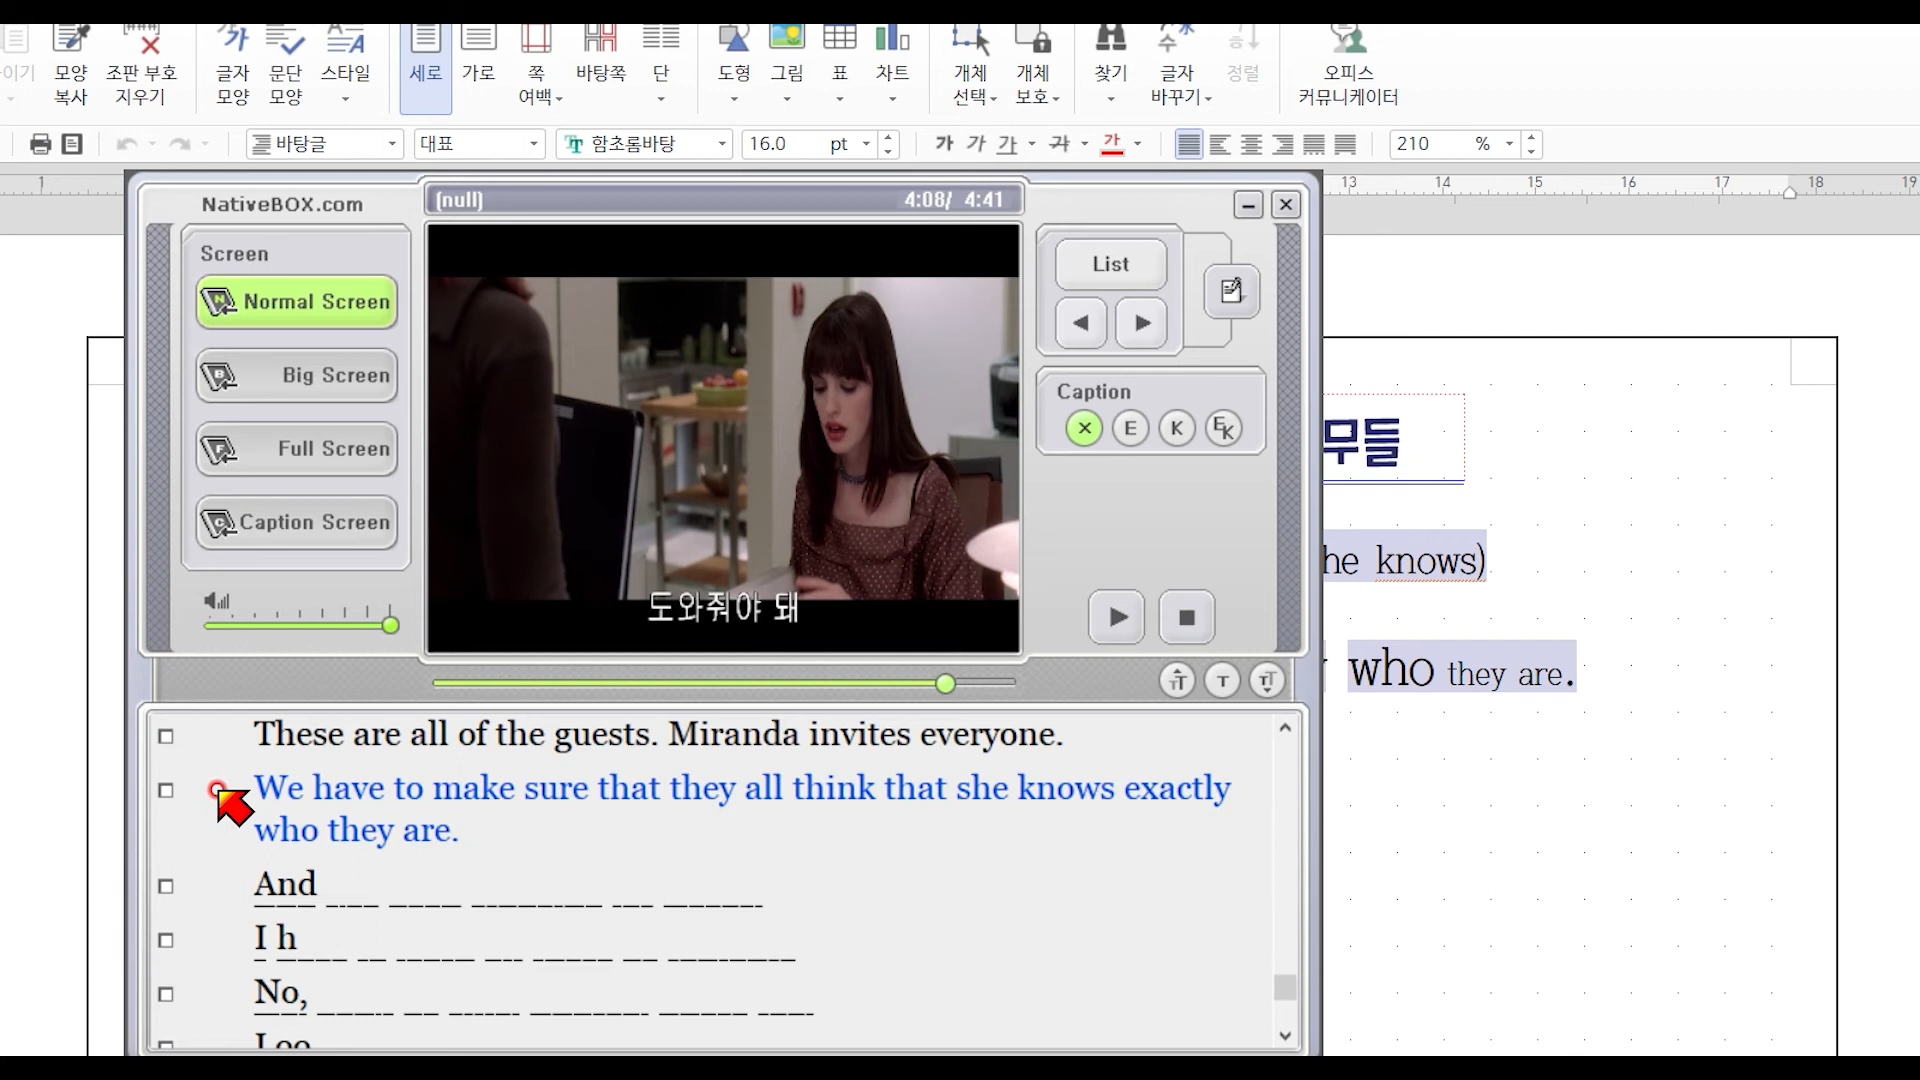 모양 조판 부호 글자 문단 스타일 세로 가로 쪽 바탕쪽 단 도형 그림 표 차트 개체 개체 찾기 글자 정렬 오피스
복사 지우기 모양 모양 여백 선택 보호 바꾸기 커뮤니케이터
바탕글 대표 함초롬바탕 16.0 pt 가 가 가 가 가 210 %
1 13 14 15 16 17 18 19
NativeBOX.com (null) 4:08/ 4:41
Screen
Normal Screen
Big Screen
Full Screen
Caption Screen
List
Caption
X E K EK
도와줘야 돼
무들
he knows)
who they are.
T T T
These are all of the guests. Miranda invites everyone.
We have to make sure that they all think that she knows exactly
who they are.
And
I h
No,